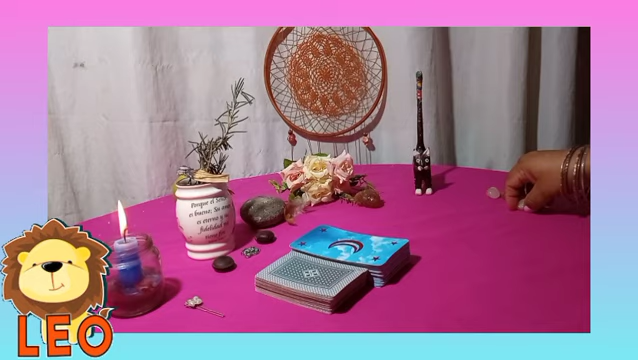 Porque el Señor
es bueno; Su amor
es eterno y su
fidelidad
LEO